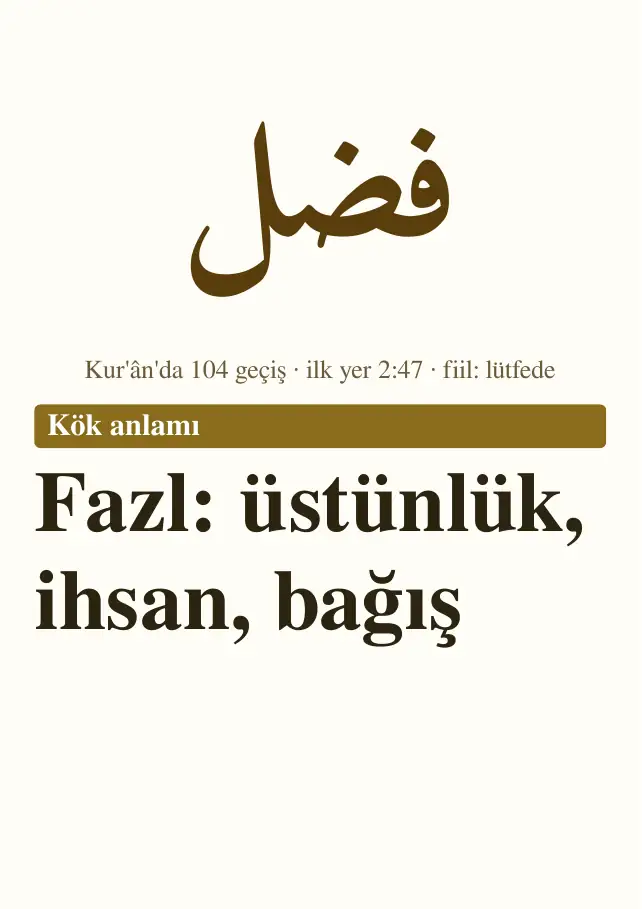 فضل
Kur'ân'da 104 geçiş · ilk yer 2:47 · fiil: lütfede
Kök anlamı
Fazl: üstünlük,
ihsan, bağış